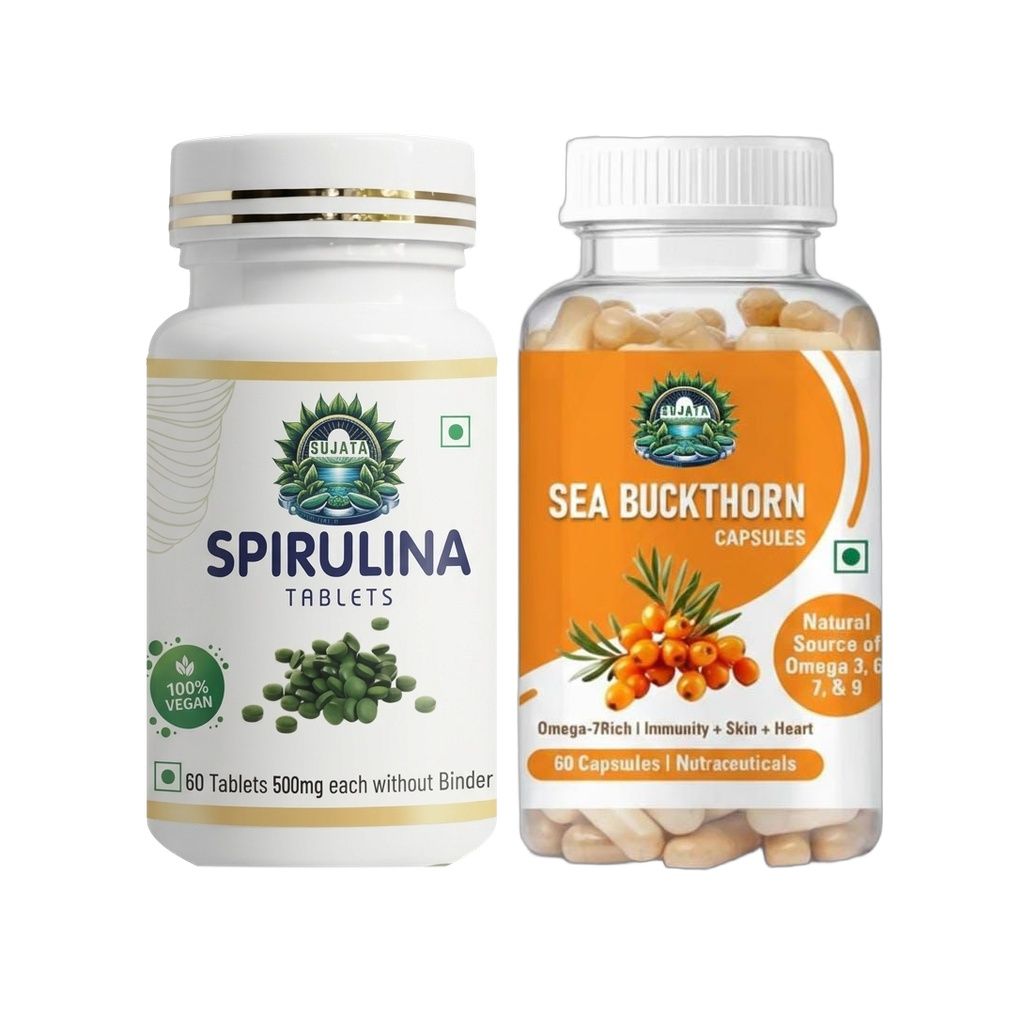 SUJATA
SPIRULINA
TABLETS
100%
VEGAN
60 Tablets 500mg each without Binder
SUJATA
SEA BUCKTHORN
CAPSULES
Natural
Source of
Omega 3, 6
7, & 9
Omega-7Rich | Immunity + Skin + Heart
60 Capsules | Nutraceuticals